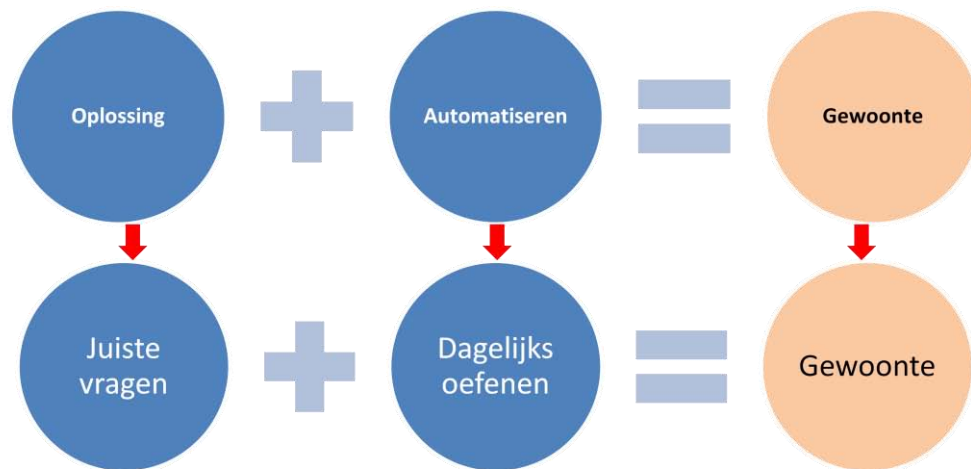 Oplossing
Automatiseren
Gewoonte
Juiste
vragen
Dagelijks
oefenen
Gewoonte